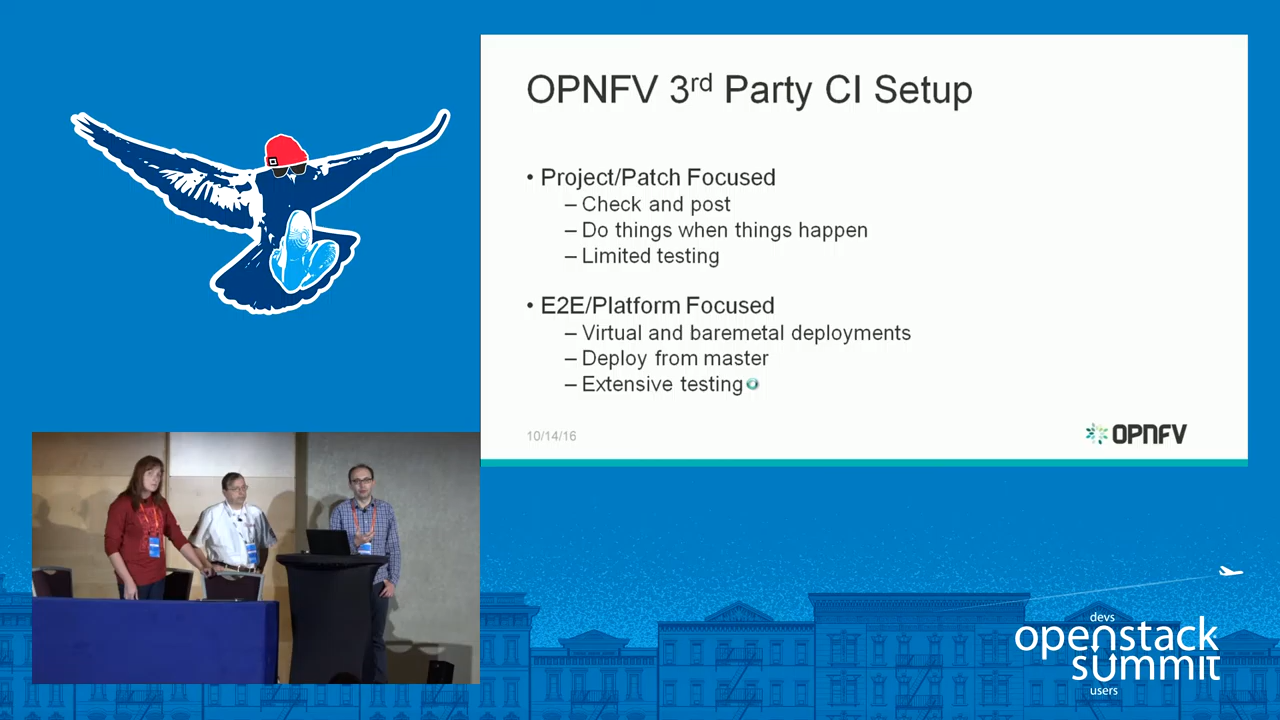 OPNFV 3rd Party CI Setup
• Project/Patch Focused
– Check and post
– Do things when things happen
– Limited testing
• E2E/Platform Focused
– Virtual and baremetal deployments
– Deploy from master
– Extensive testing
10/14/16
OPNFV
devs
openstack
summit
users